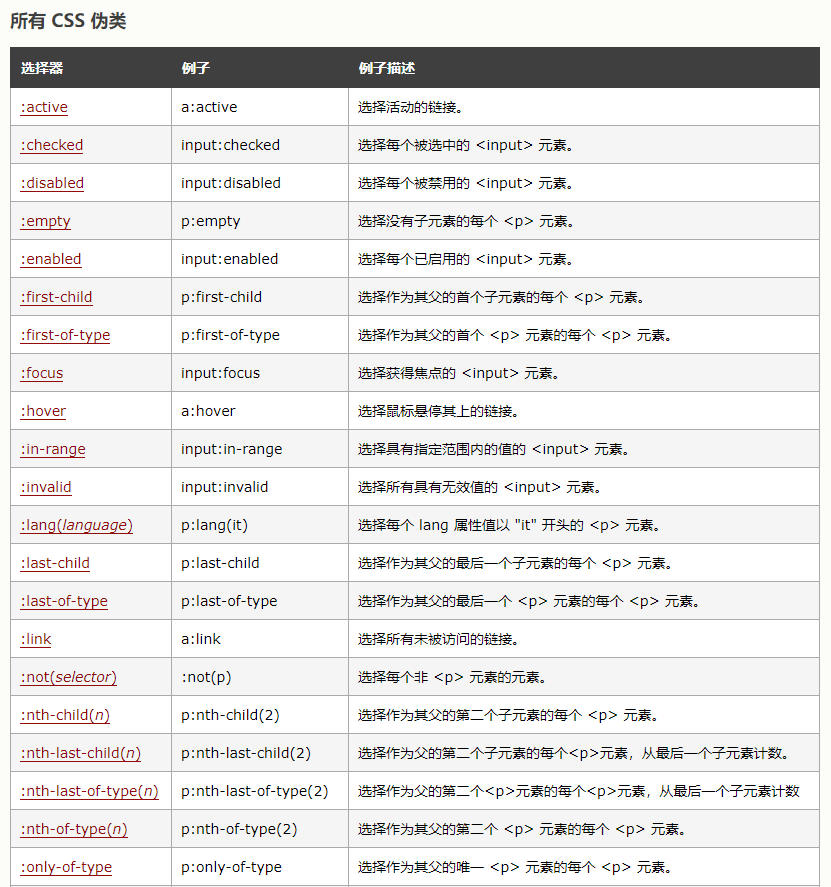 所有 CSS 伪类
选择器 例子 例子描述
:active a:active 选择活动的链接。
:checked input:checked 选择每个被选中的 <input> 元素。
:disabled input:disabled 选择每个被禁用的 <input> 元素。
:empty p:empty 选择没有子元素的每个 <p> 元素。
:enabled input:enabled 选择每个已启用的 <input> 元素。
:first-child p:first-child 选择作为其父的首个子元素的每个 <p> 元素。
:first-of-type p:first-of-type 选择作为其父的首个 <p> 元素的每个 <p> 元素。
:focus input:focus 选择获得焦点的 <input> 元素。
:hover a:hover 选择鼠标悬停其上的链接。
:in-range input:in-range 选择具有指定范围内的值的 <input> 元素。
:invalid input:invalid 选择所有具有无效值的 <input> 元素。
:lang(language) p:lang(it) 选择每个 lang 属性值以 "it" 开头的 <p> 元素。
:last-child p:last-child 选择作为其父的最后一个子元素的每个 <p> 元素。
:last-of-type p:last-of-type 选择作为其父的最后一个 <p> 元素的每个 <p> 元素。
:link a:link 选择所有未被访问的链接。
:not(selector) :not(p) 选择每个非 <p> 元素的元素。
:nth-child(n) p:nth-child(2) 选择作为其父的第二个子元素的每个 <p> 元素。
:nth-last-child(n) p:nth-last-child(2) 选择作为父的第二个子元素的每个<p>元素，从最后一个子元素计数。
:nth-last-of-type(n) p:nth-last-of-type(2) 选择作为父的第二个<p>元素的每个<p>元素，从最后一个子元素计数
:nth-of-type(n) p:nth-of-type(2) 选择作为其父的第二个 <p> 元素的每个 <p> 元素。
:only-of-type p:only-of-type 选择作为其父的唯一 <p> 元素的每个 <p> 元素。